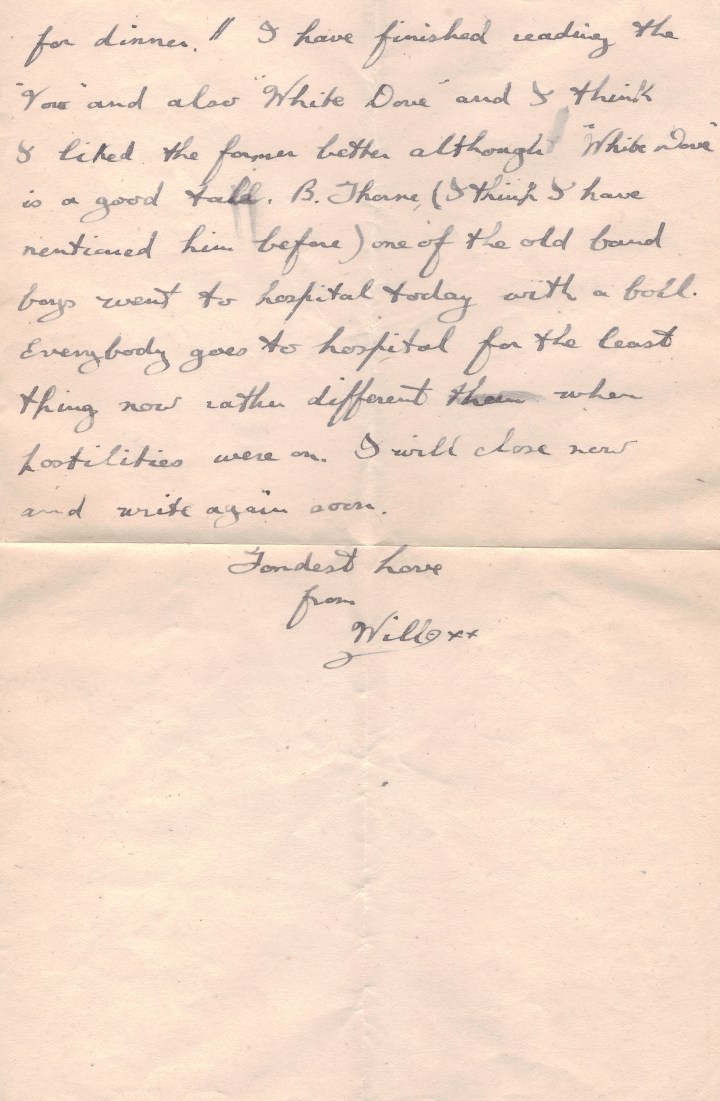 for dinner. // I have finished reading the
"Vow" and also "White Dove" and I think
I liked the former better although "White Dove"
is a good tale. B. Thorne, (I think I have
mentioned him before) one of the old band
boys went to hospital today with a boil.
Everybody goes to hospital for the least
thing now rather different than when
hostilities were on. I will close now
and write again soon.
Fondest Love
from
Will xx